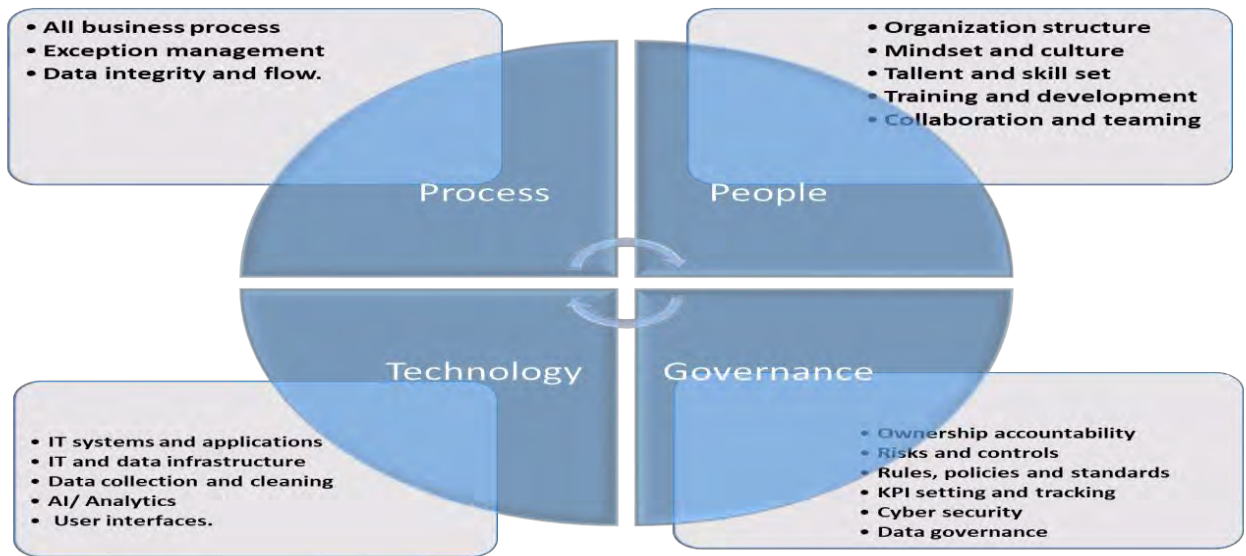 • All business process
• Exception management
• Data integrity and flow.
• Organization structure
• Mindset and culture
• Tallent and skill set
• Training and development
• Collaboration and teaming
Process
People
Technology
Governance
• IT systems and applications
• IT and data infrastructure
• Data collection and cleaning
• AI/ Analytics
• User interfaces.
• Ownership accountability
• Risks and controls
• Rules, policies and standards
• KPI setting and tracking
• Cyber security
• Data governance